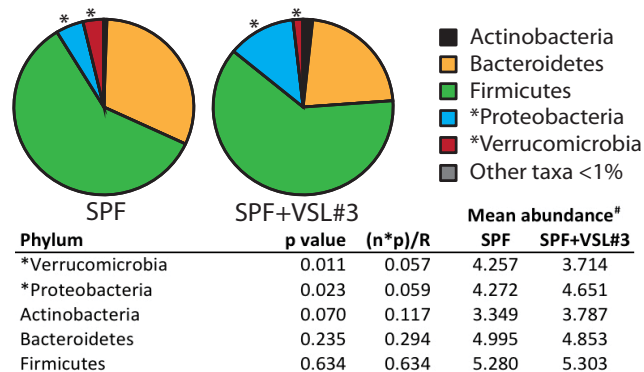 * *
* *
Actinobacteria
Bacteroidetes
Firmicutes
*Proteobacteria
*Verrucomicrobia
Other taxa <1%
SPF SPF+VSL#3
Mean abundance#
Phylum p value (n*p)/R SPF SPF+VSL#3
*Verrucomicrobia 0.011 0.057 4.257 3.714
*Proteobacteria 0.023 0.059 4.272 4.651
Actinobacteria 0.070 0.117 3.349 3.787
Bacteroidetes 0.235 0.294 4.995 4.853
Firmicutes 0.634 0.634 5.280 5.303